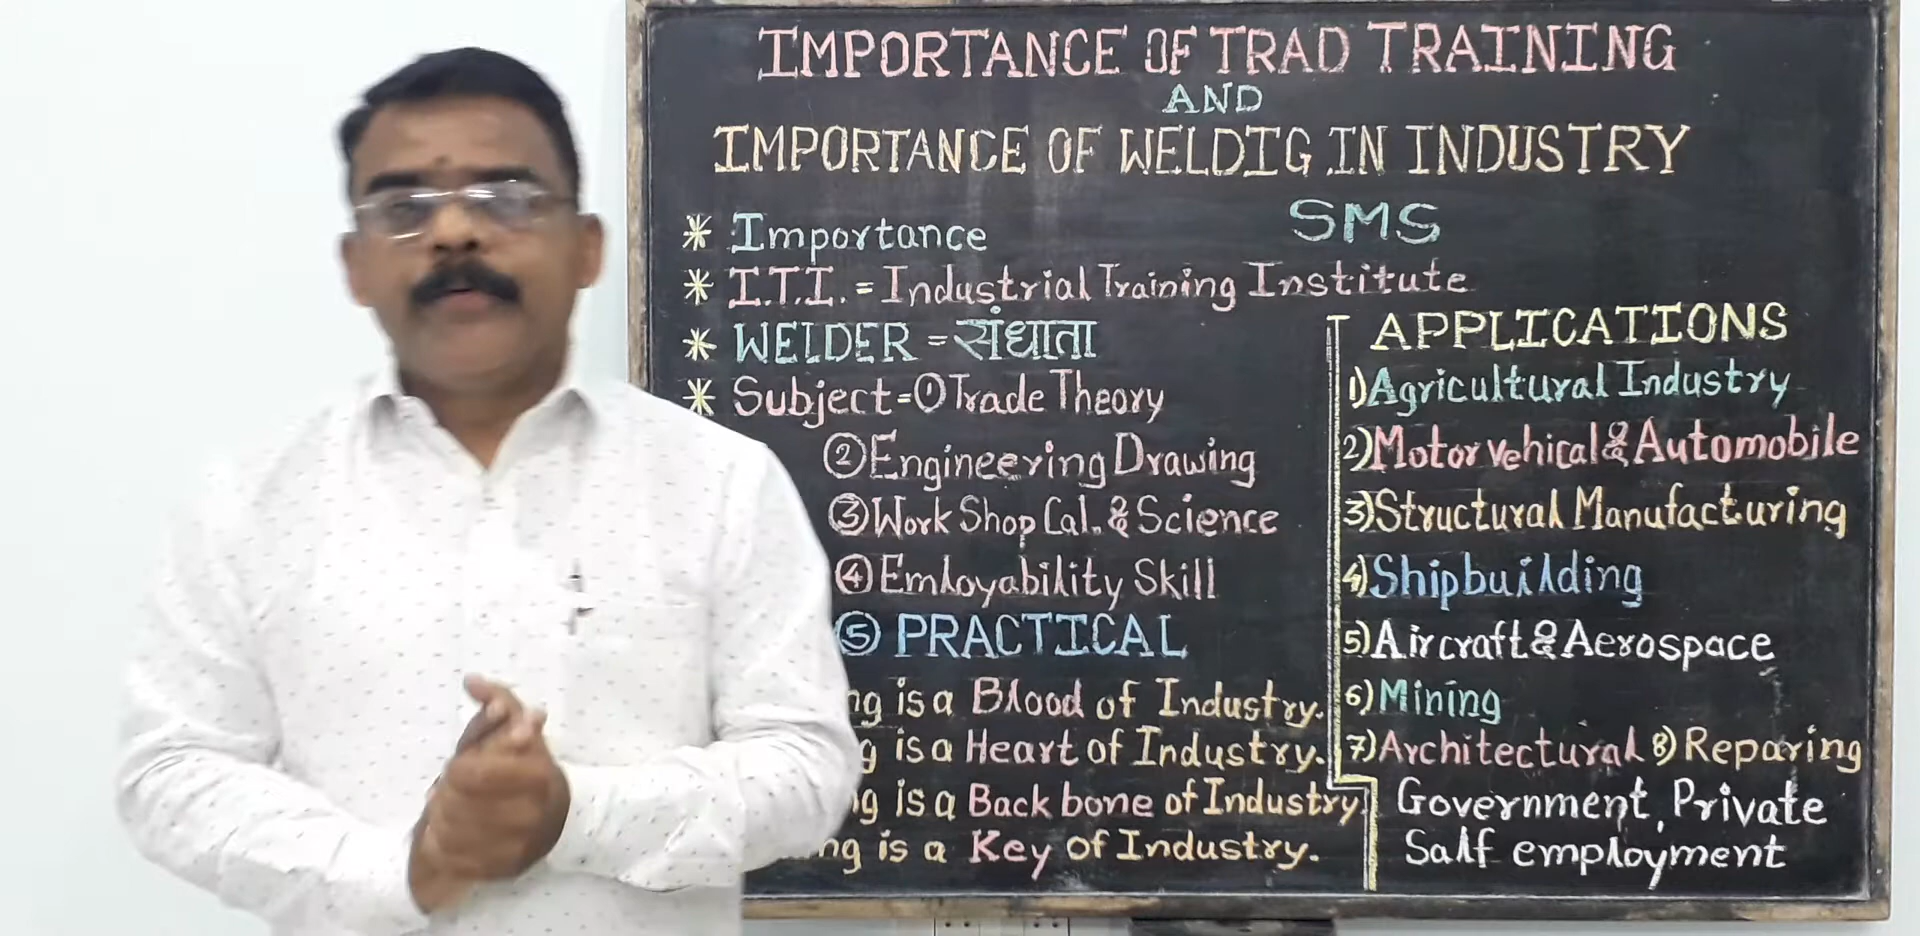 IMPORTANCE OF TRAD TRAINING
AND
IMPORTANCE OF WELDIG IN INDUSTRY
SMS
* Importance
* I.T.I. = Industrial Training Institute
* WELDER = संधाता
* Subject = ① Trade Theory
② Engineering Drawing
③ Work Shop Cal. & Science
④ Emloyability Skill
⑤ PRACTICAL
ng is a Blood of Industry.
g is a Heart of Industry.
ng is a Back bone of Industry
ng is a Key of Industry.
APPLICATIONS
1) Agricultural Industry
2) Motor vehical & Automobile
3) Structural Manufacturing
4) Shipbuilding
5) Aircraft & Aerospace
6) Mining
7) Architectural 8) Reparing
Government, Private
Salf employment